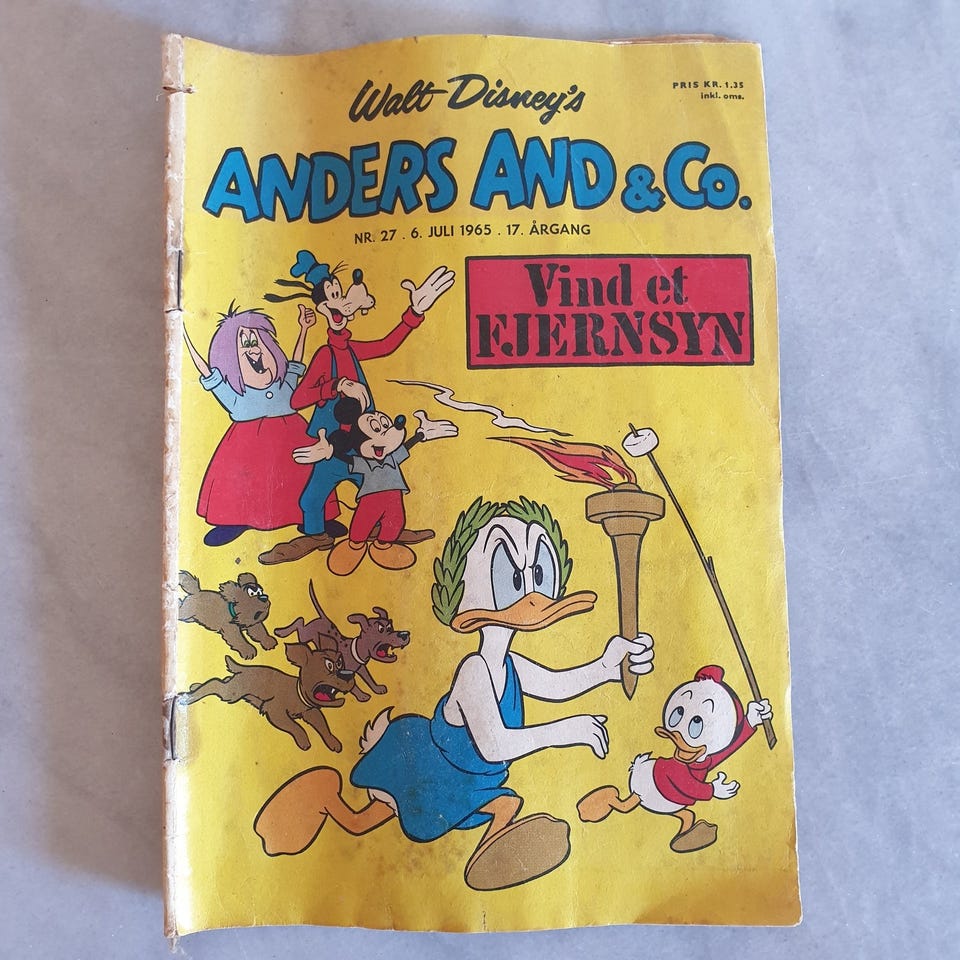 Walt Disney's
PRIS KR. 1,35
inkl. oms.
ANDERS AND & Co.
NR. 27 . 6. JULI 1965 . 17. ÅRGANG
Vind et
FJERNSYN